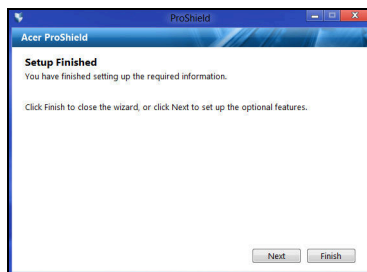 ProShield
Acer ProShield
Setup Finished
You have finished setting up the required information.
Click Finish to close the wizard, or click Next to set up the optional features.
Next
Finish